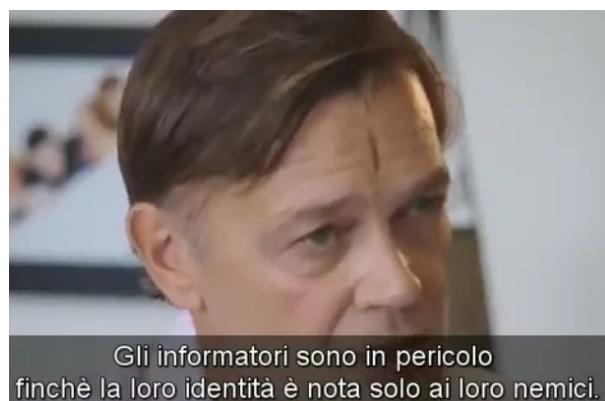 Gli informatori sono in pericolo
finchè la loro identità è nota solo ai loro nemici.